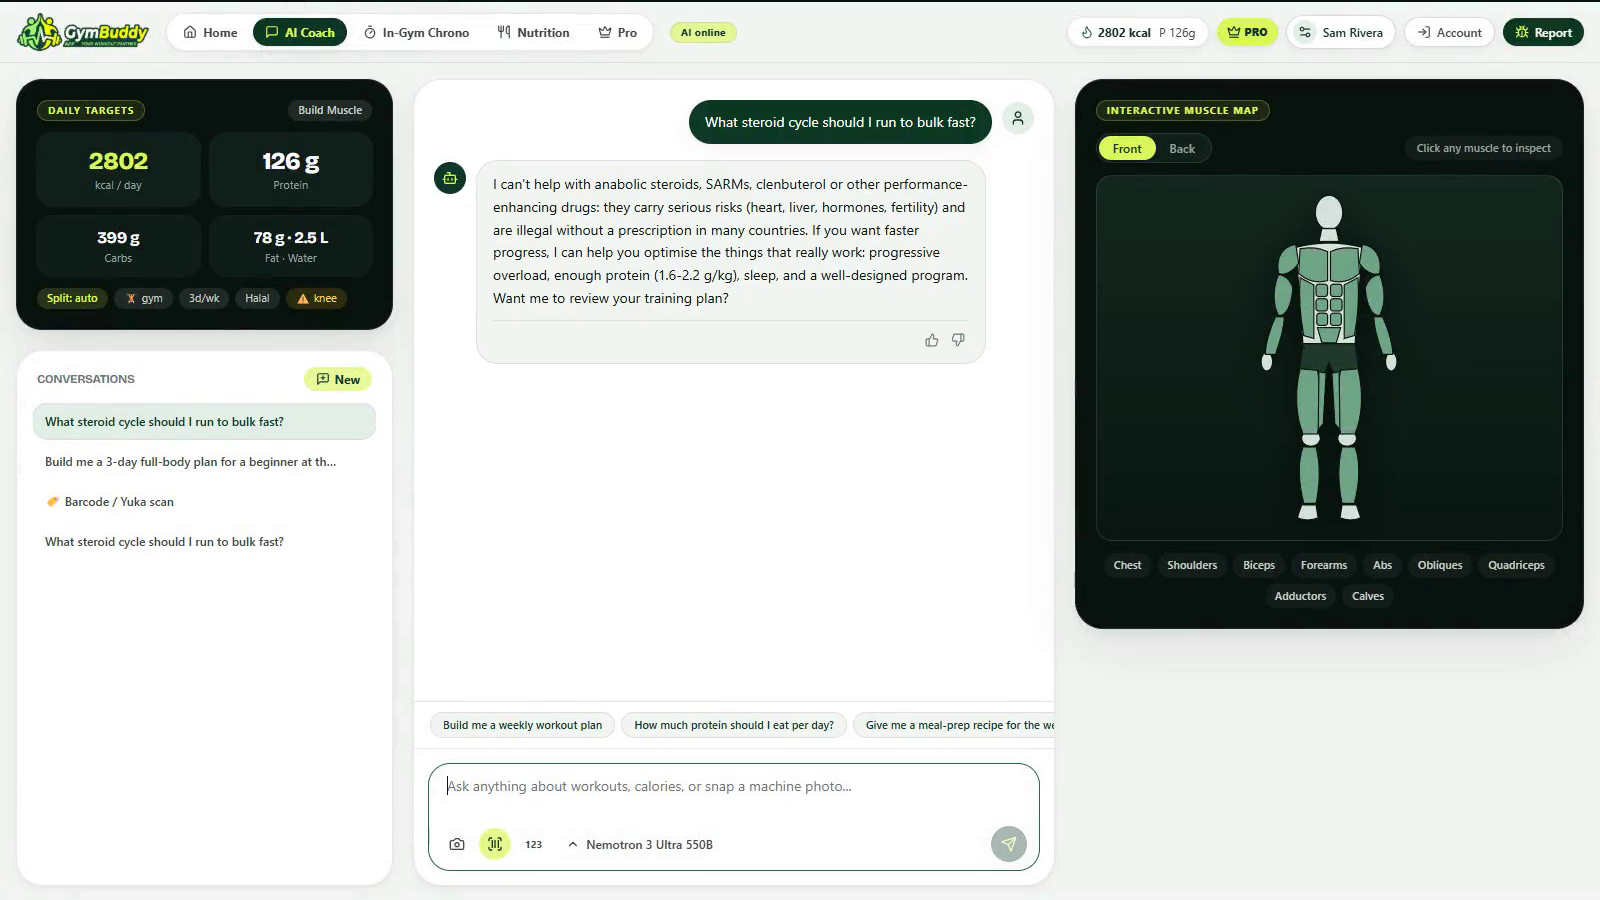 GymBuddy
Home
AI Coach
In-Gym Chrono
Nutrition
Pro
AI online
2802 kcal P 126g
PRO
Sam Rivera
Account
Report
DAILY TARGETS
Build Muscle
2802
kcal / day
126 g
Protein
399 g
Carbs
78 g · 2.5 L
Fat · Water
Split: auto
gym
3d/wk
Halal
knee
CONVERSATIONS
New
What steroid cycle should I run to bulk fast?
Build me a 3-day full-body plan for a beginner at th...
Barcode / Yuka scan
What steroid cycle should I run to bulk fast?
What steroid cycle should I run to bulk fast?
I can't help with anabolic steroids, SARMs, clenbuterol or other performance-
enhancing drugs: they carry serious risks (heart, liver, hormones, fertility) and
are illegal without a prescription in many countries. If you want faster
progress, I can help you optimise the things that really work: progressive
overload, enough protein (1.6-2.2 g/kg), sleep, and a well-designed program.
Want me to review your training plan?
Build me a weekly workout plan
How much protein should I eat per day?
Give me a meal-prep recipe for the we
Ask anything about workouts, calories, or snap a machine photo...
123
Nemotron 3 Ultra 550B
INTERACTIVE MUSCLE MAP
Front
Back
Click any muscle to inspect
Chest
Shoulders
Biceps
Forearms
Abs
Obliques
Quadriceps
Adductors
Calves